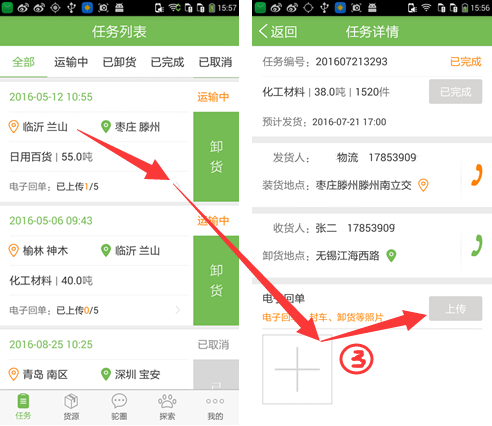 15:57
任务列表
全部 运输中 已卸货 已完成 已取消
2016-05-12 10:55 运输中
临沂 兰山 枣庄 滕州
日用百货 | 55.0吨
电子回单：已上传1/5
卸货
2016-05-06 09:43 运输中
榆林 神木 临沂 兰山
化工材料 | 40.0吨
电子回单：已上传0/5
卸货
2016-08-25 10:25 已取消
青岛 南区 深圳 宝安
已
任务 货源 驼圈 探索 我的
15:56
返回 任务详情
任务编号：201607213293 已完成
化工材料 | 38.0吨 | 1520件 已完成
预计发货：2016-07-21 17:00
发货人： 物流 17853909
装货地点：枣庄滕州滕州南立交
收货人：张二 17853909
卸货地点：无锡江海西路
电子回单
电子回 封车、卸货等照片
上传
3